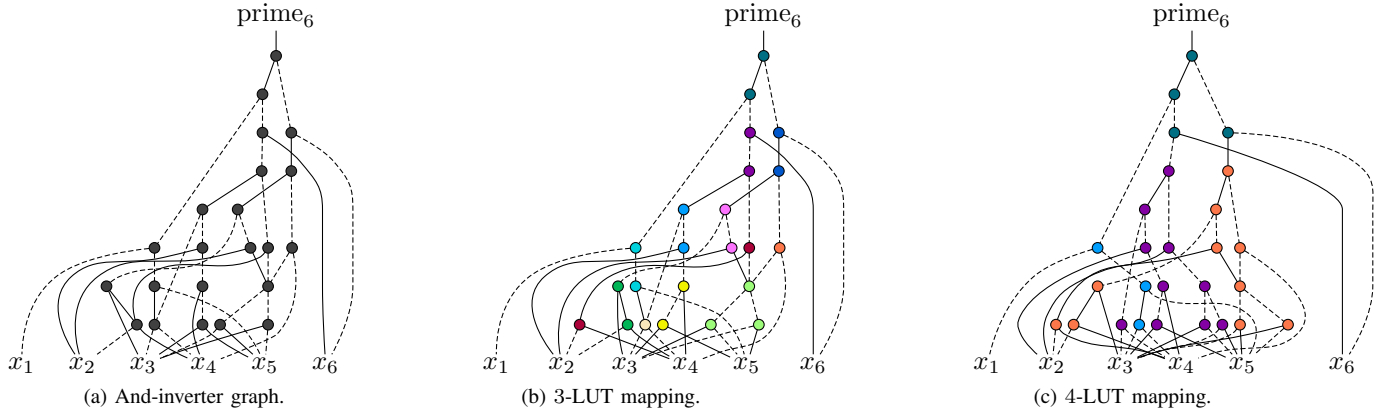 prime₆ prime₆ prime₆
x₁ x₂ x₃ x₄ x₅ x₆ x₁ x₂ x₃ x₄ x₅ x₆ x₁ x₂ x₃ x₄ x₅ x₆
(a) And-inverter graph. (b) 3-LUT mapping. (c) 4-LUT mapping.